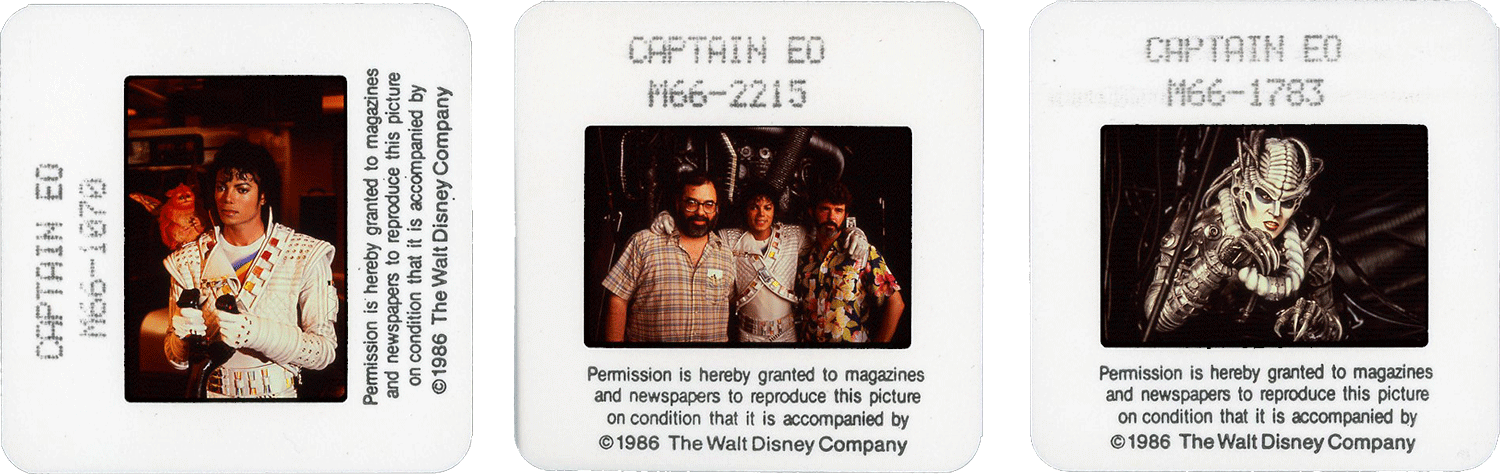 CAPTAIN EO
M66-1070
Permission is hereby granted to magazines
and newspapers to reproduce this picture
on condition that it is accompanied by
©1986 The Walt Disney Company
CAPTAIN EO
M66-2215
Permission is hereby granted to magazines
and newspapers to reproduce this picture
on condition that it is accompanied by
©1986 The Walt Disney Company
CAPTAIN EO
M66-1783
Permission is hereby granted to magazines
and newspapers to reproduce this picture
on condition that it is accompanied by
©1986 The Walt Disney Company